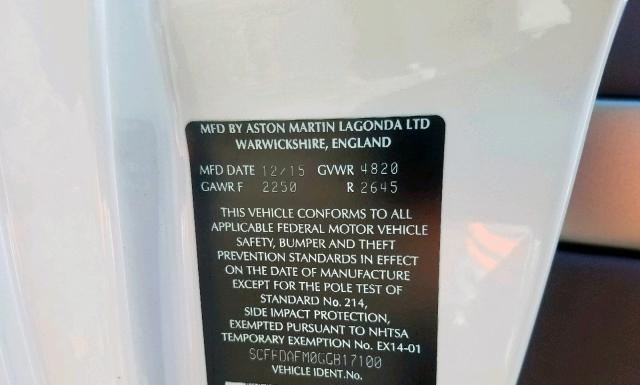 MFD BY ASTON MARTIN LAGONDA LTD
WARWICKSHIRE, ENGLAND
MFD DATE 12/15 GVWR 4820
GAWR F 2250 R 2645
THIS VEHICLE CONFORMS TO ALL
APPLICABLE FEDERAL MOTOR VEHICLE
SAFETY, BUMPER AND THEFT
PREVENTION STANDARDS IN EFFECT
ON THE DATE OF MANUFACTURE
EXCEPT FOR THE POLE TEST OF
STANDARD No. 214,
SIDE IMPACT PROTECTION,
EXEMPTED PURSUANT TO NHTSA
TEMPORARY EXEMPTION No. EX14-01
SCFFDAFM0GGB17100
VEHICLE IDENT.No.